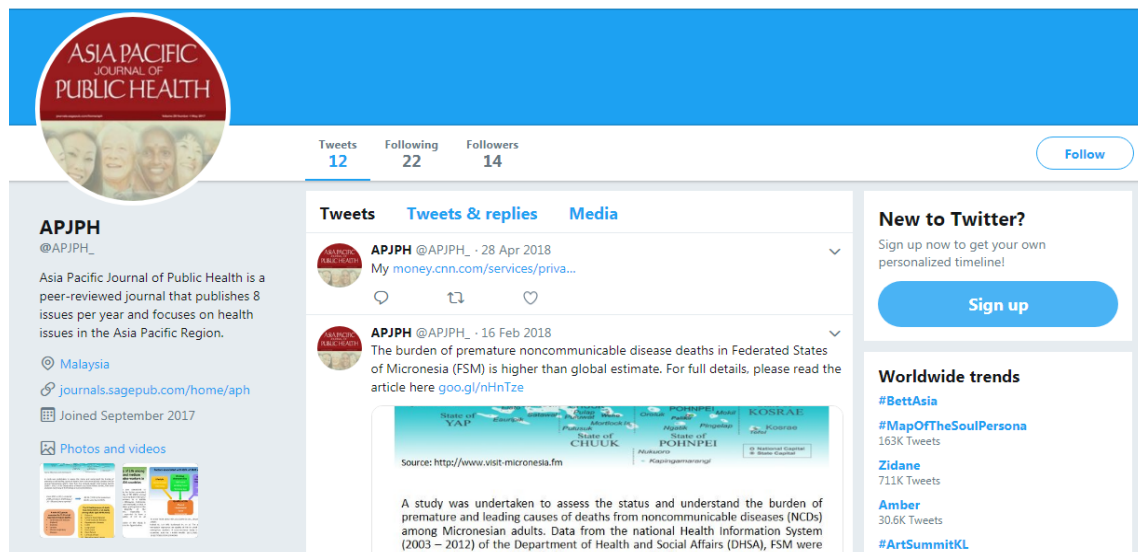 ASIA PACIFIC
JOURNAL OF
PUBLIC HEALTH
Tweets
12
Following
22
Followers
14
Follow
APJPH
@APJPH_
Asia Pacific Journal of Public Health is a
peer-reviewed journal that publishes 8
issues per year and focuses on health
issues in the Asia Pacific Region.
Malaysia
journals.sagepub.com/home/aph
Joined September 2017
Photos and videos
Tweets Tweets & replies Media
APJPH @APJPH_ · 28 Apr 2018
My money.cnn.com/services/priva...
APJPH @APJPH_ · 16 Feb 2018
The burden of premature noncommunicable disease deaths in Federated States
of Micronesia (FSM) is higher than global estimate. For full details, please read the
article here goo.gl/nHnTze
State of
YAP
State of
CHUUK
State of
POHNPEI
POHNPEI
KOSRAE
Kosrae
Pingelap
Nukuoro
Kapingamarangi
National Capital
State Capital
Source: http://www.visit-micronesia.fm
A study was undertaken to assess the status and understand the burden of
premature and leading causes of deaths from noncommunicable diseases (NCDs)
among Micronesian adults. Data from the national Health Information System
(2003 – 2012) of the Department of Health and Social Affairs (DHSA), FSM were
New to Twitter?
Sign up now to get your own
personalized timeline!
Sign up
Worldwide trends
#BettAsia
#MapOfTheSoulPersona
163K Tweets
Zidane
711K Tweets
Amber
30.6K Tweets
#ArtSummitKL